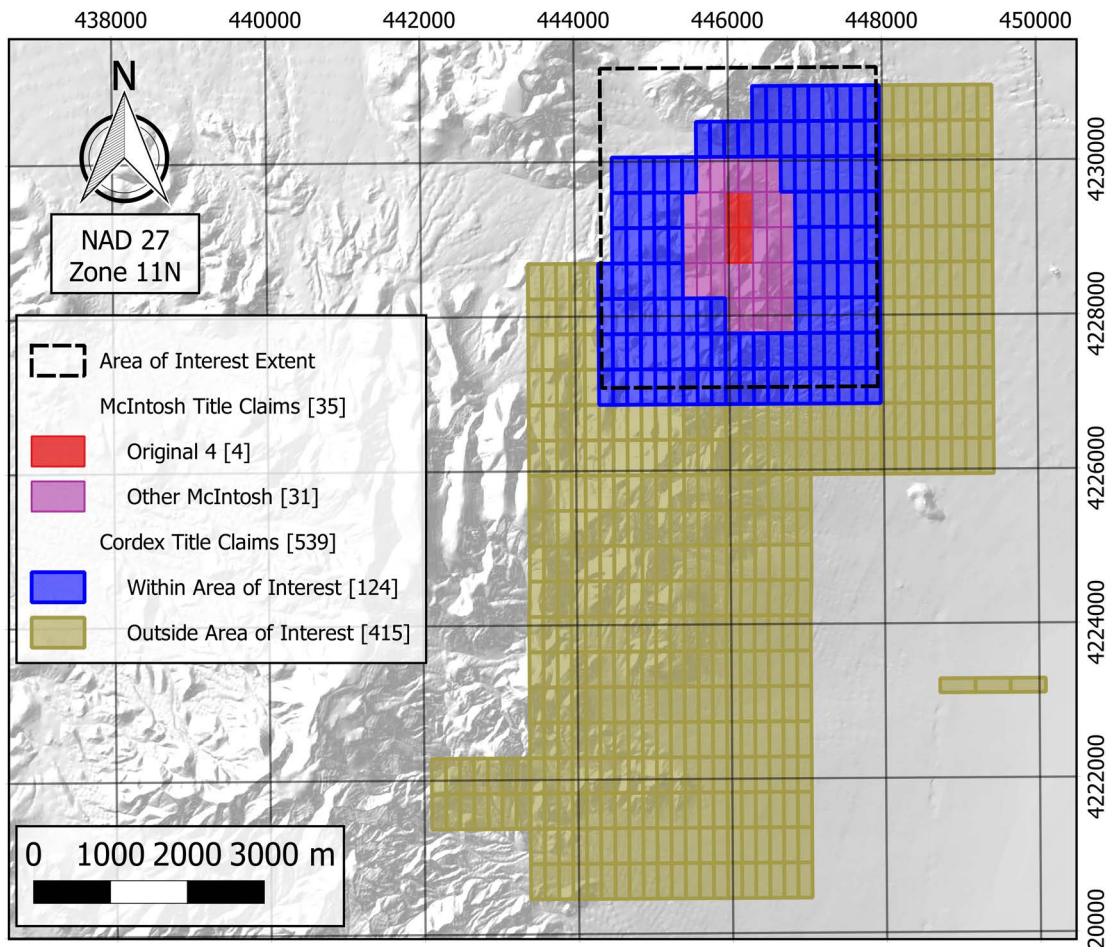 438000 440000 442000 444000 446000 448000 450000
N
NAD 27
Zone 11N
Area of Interest Extent
McIntosh Title Claims [35]
Original 4 [4]
Other McIntosh [31]
Cordex Title Claims [539]
Within Area of Interest [124]
Outside Area of Interest [415]
0 1000 2000 3000 m
4230000
4228000
4226000
4224000
4222000
4220000